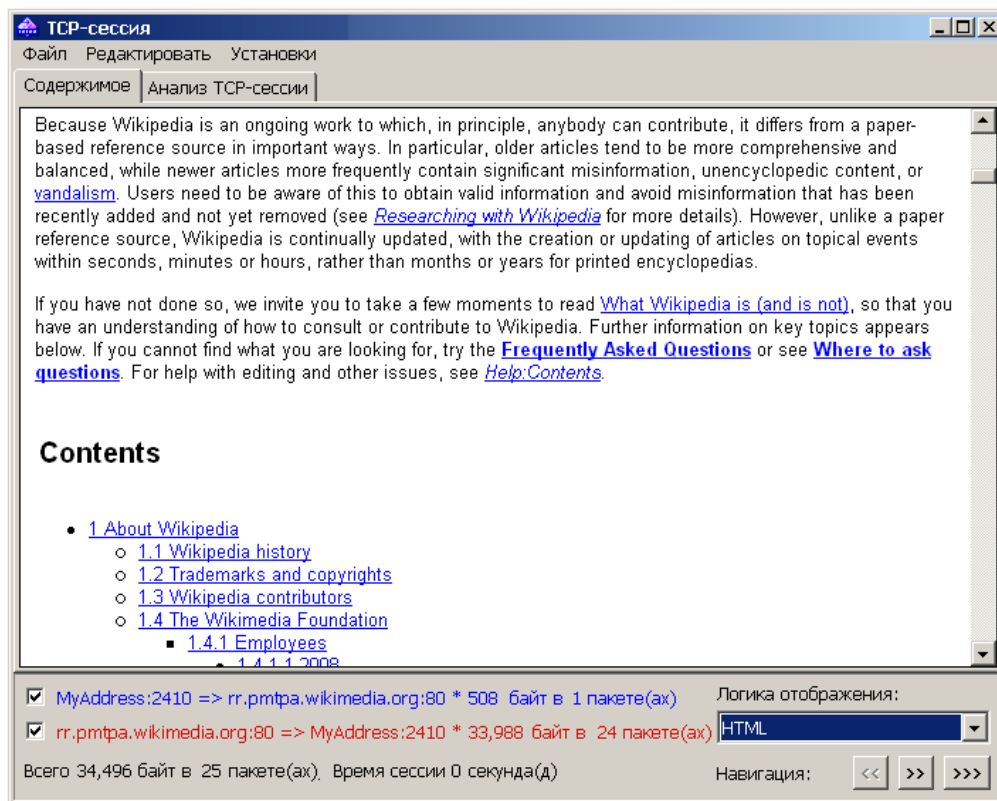 TCP-сессия
Файл Редактировать Установки
Содержимое Анализ TCP-сессии
Because Wikipedia is an ongoing work to which, in principle, anybody can contribute, it differs from a paper-
based reference source in important ways. In particular, older articles tend to be more comprehensive and
balanced, while newer articles more frequently contain significant misinformation, unencyclopedic content, or
vandalism. Users need to be aware of this to obtain valid information and avoid misinformation that has been
recently added and not yet removed (see Researching with Wikipedia for more details). However, unlike a paper
reference source, Wikipedia is continually updated, with the creation or updating of articles on topical events
within seconds, minutes or hours, rather than months or years for printed encyclopedias.
If you have not done so, we invite you to take a few moments to read What Wikipedia is (and is not), so that you
have an understanding of how to consult or contribute to Wikipedia. Further information on key topics appears
below. If you cannot find what you are looking for, try the Frequently Asked Questions or see Where to ask
questions. For help with editing and other issues, see Help:Contents.
Contents
1 About Wikipedia
1.1 Wikipedia history
1.2 Trademarks and copyrights
1.3 Wikipedia contributors
1.4 The Wikimedia Foundation
1.4.1 Employees
1.4.1.1 2008
MyAddress:2410 => rr.pmtpa.wikimedia.org:80 * 508 байт в 1 пакете(ах)
rr.pmtpa.wikimedia.org:80 => MyAddress:2410 * 33,988 байт в 24 пакете(ах)
Всего 34,496 байт в 25 пакете(ах). Время сессии 0 секунда(д)
Логика отображения:
HTML
Навигация: << >> >>>